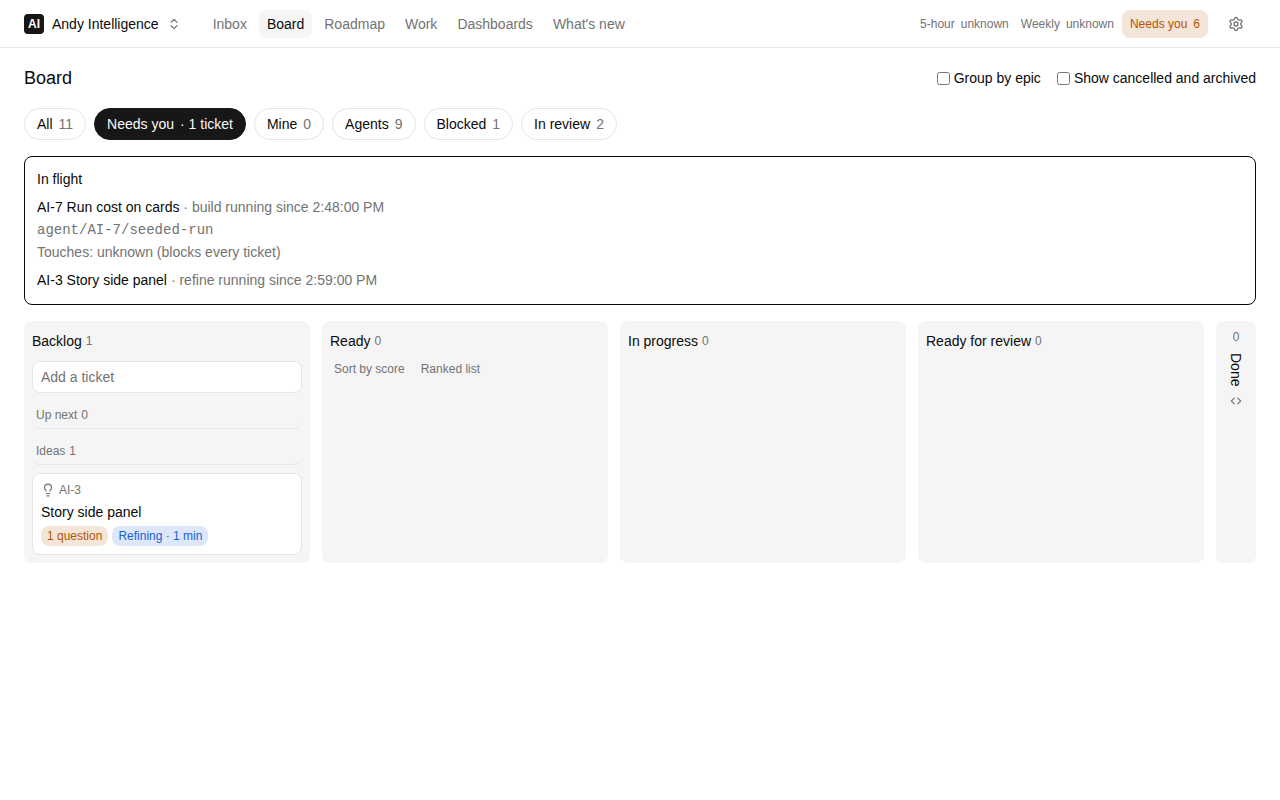 AI Andy Intelligence Inbox Board Roadmap Work Dashboards What's new 5-hour unknown Weekly unknown Needs you 6
Board Group by epic Show cancelled and archived
All 11 Needs you · 1 ticket Mine 0 Agents 9 Blocked 1 In review 2
In flight
AI-7 Run cost on cards · build running since 2:48:00 PM
agent/AI-7/seeded-run
Touches: unknown (blocks every ticket)
AI-3 Story side panel · refine running since 2:59:00 PM
Backlog 1
Add a ticket
Up next 0
Ideas 1
AI-3
Story side panel
1 question Refining · 1 min
Ready 0
Sort by score Ranked list
In progress 0
Ready for review 0
0
Done